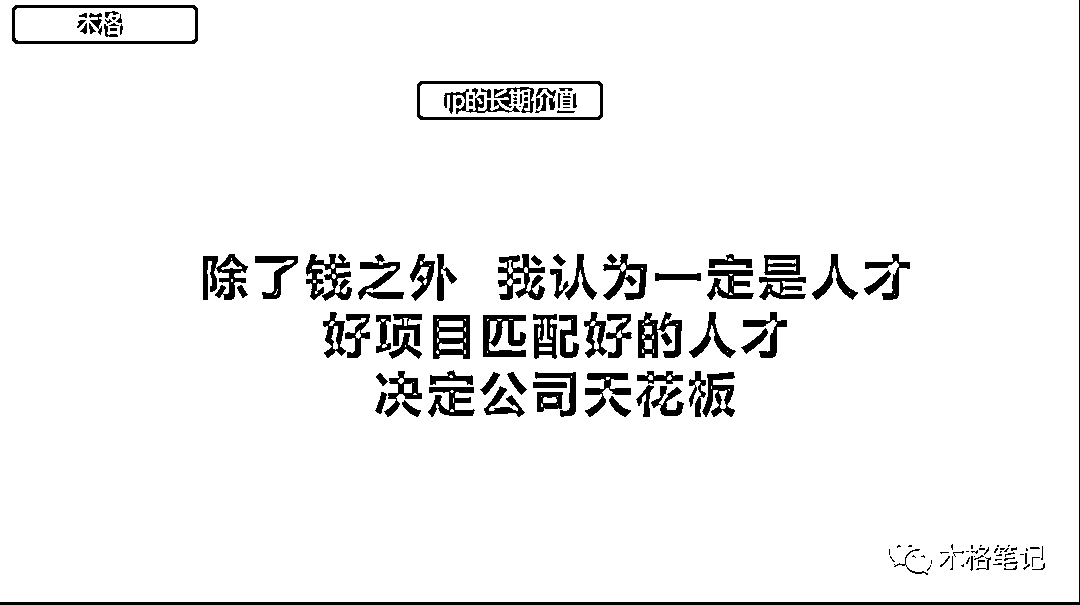 木格
ip的长期价值
除了钱之外 我认为一定是人才
好项目匹配好的人才
决定公司天花板
木格笔记